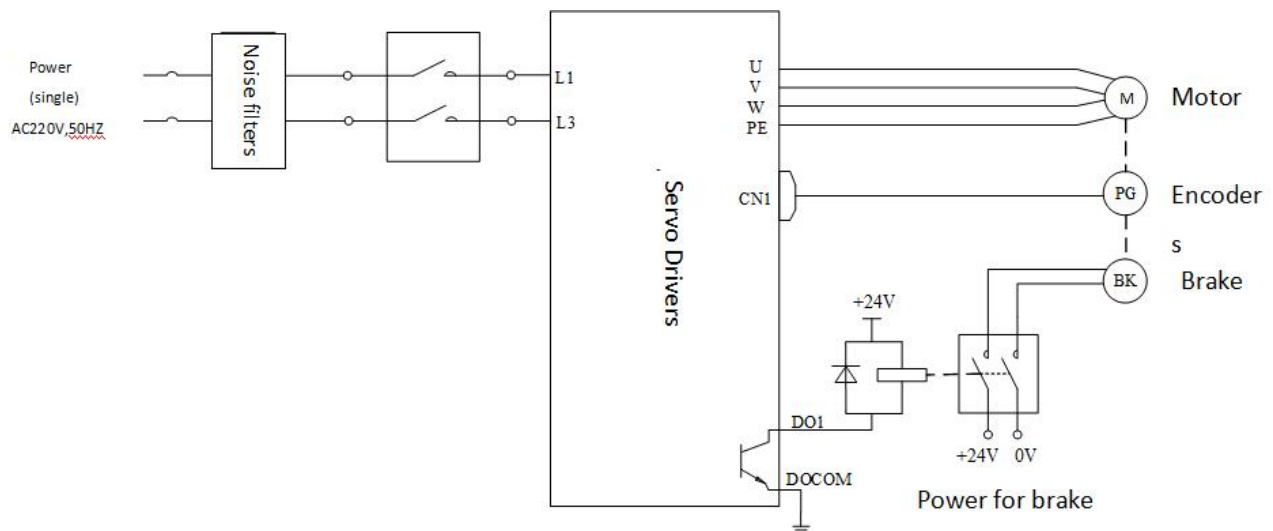 Power
(single)
AC220V,50HZ
Noise filters
L1
L3
Servo Drivers
U
V
W
PE
CN1
M
Motor
PG
Encoder
s
BK
Brake
+24V
DO1
DOCOM
+24V
0V
Power for brake